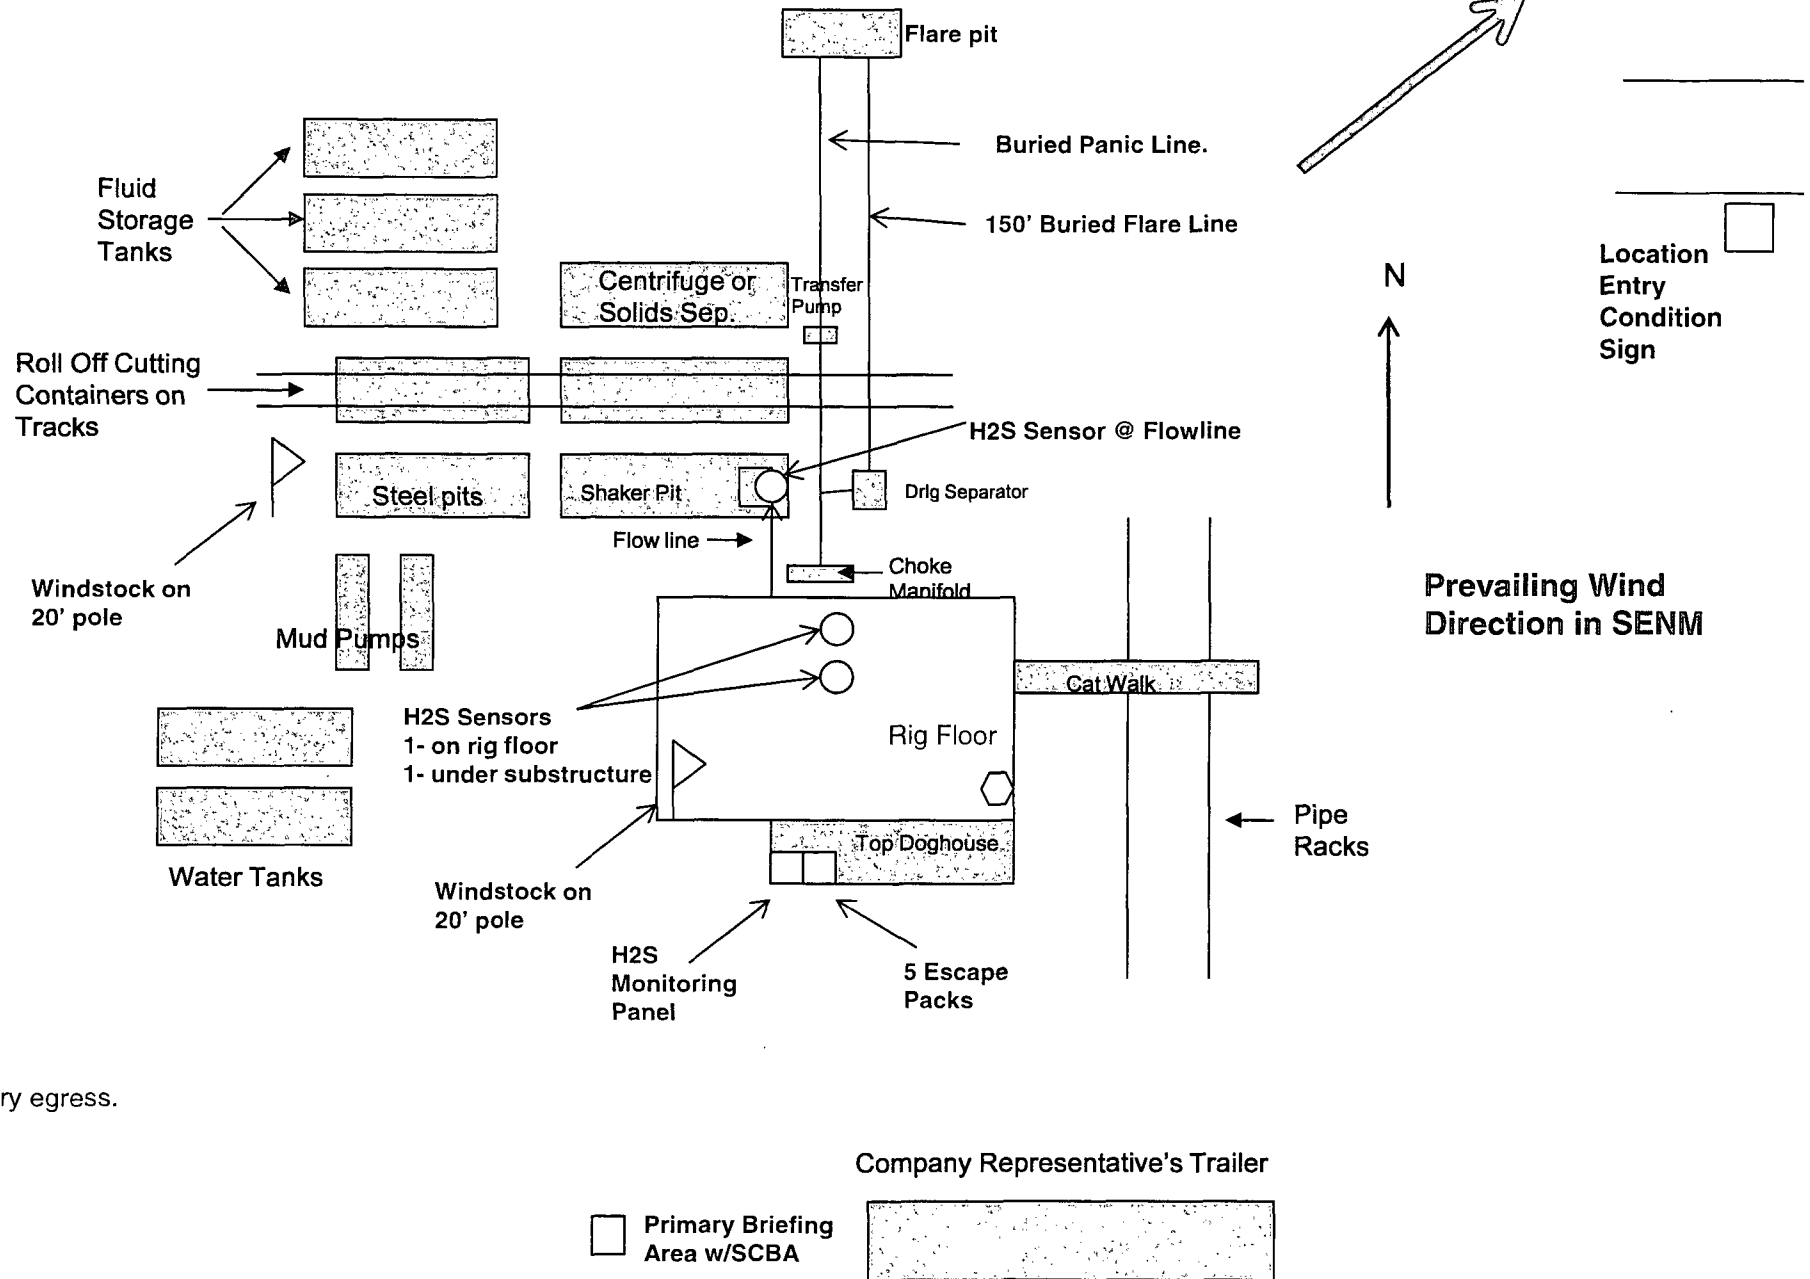 Flare pit
Buried Panic Line.
Fluid
Storage
Tanks
150' Buried Flare Line
Location
Entry
Condition
Sign
N
Centrifuge or
Solids Sep.
Transfer
Pump
Roll Off Cutting
Containers on
Tracks
H2S Sensor @ Flowline
Steel pits
Shaker Pit
Drlg Separator
Flow line
Choke
Manifold
Windstock on
20' pole
Prevailing Wind
Direction in SENM
Mud Pumps
Cat Walk
H2S Sensors
1- on rig floor
1- under substructure
Rig Floor
Pipe
Racks
Top Doghouse
Water Tanks
Windstock on
20' pole
H2S
Monitoring
Panel
5 Escape
Packs
ry egress.
Company Representative's Trailer
Primary Briefing
Area w/SCBA